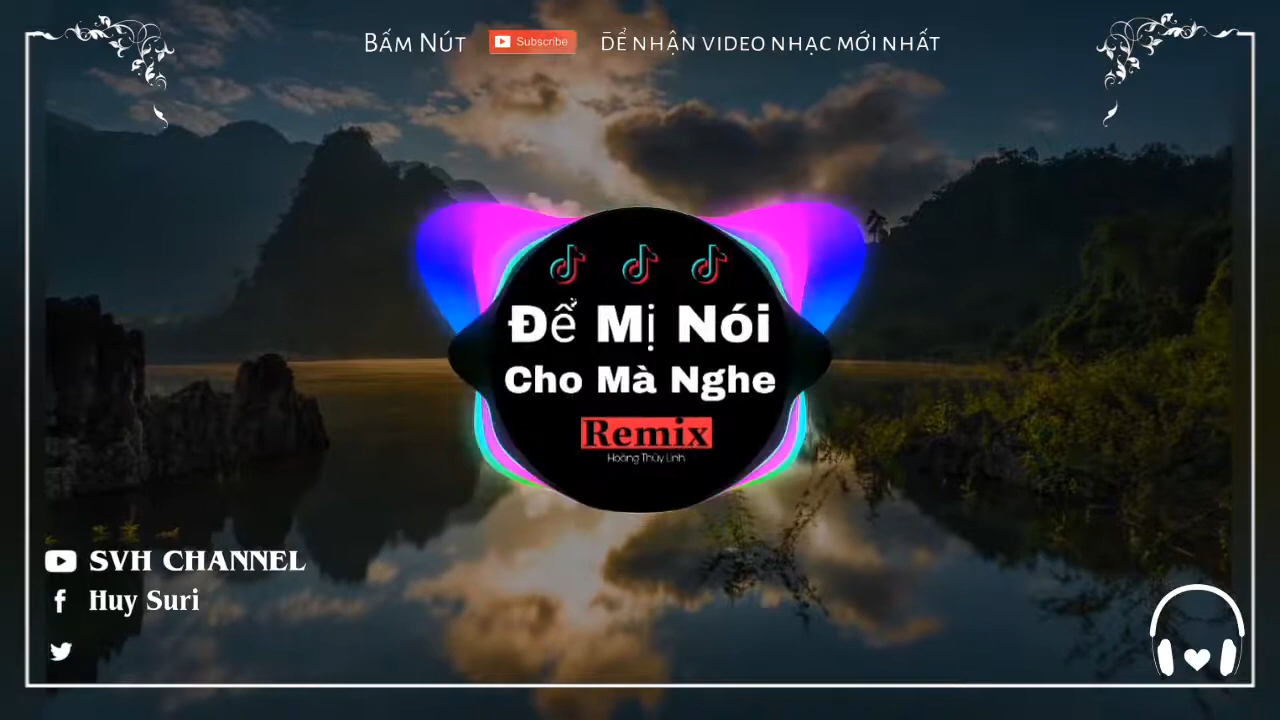 Bấm Nút Subscribe để nhận video nhạc mới nhất
Để Mị Nói
Cho Mà Nghe
Remix
Hoàng Thùy Linh
SVH CHANNEL
Huy Suri